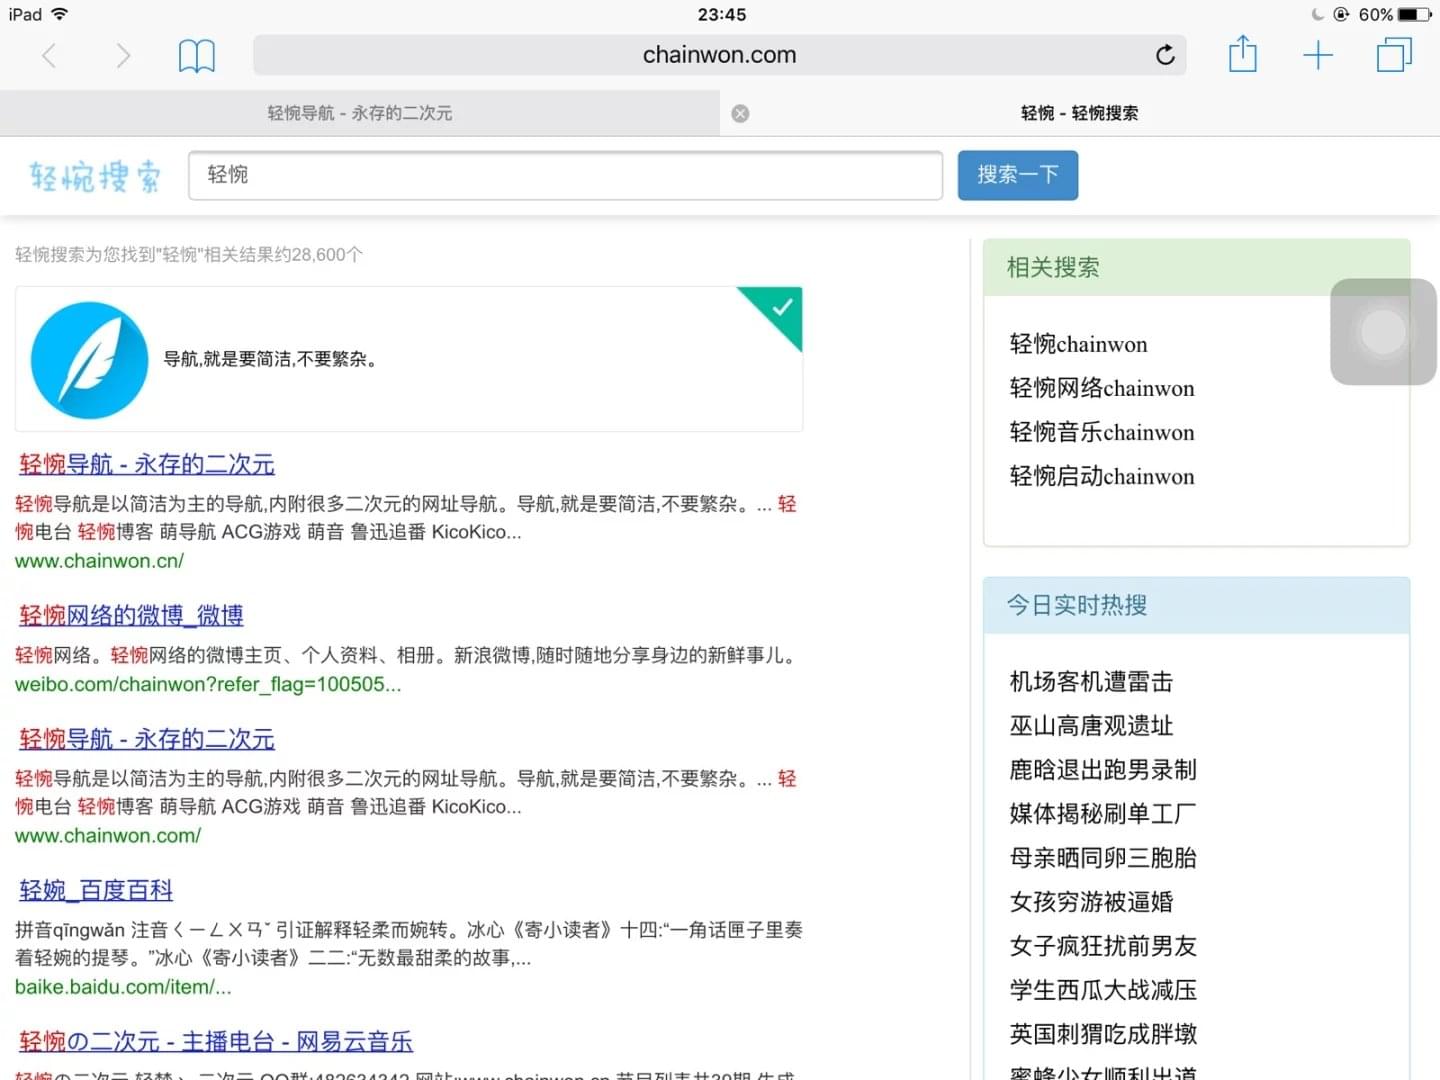 iPad
23:45
60%
chainwon.com
轻惋导航 - 永存的二次元
轻惋 - 轻惋搜索
轻惋搜索
轻惋
搜索一下
轻惋搜索为您找到"轻惋"相关结果约28,600个
导航,就是要简洁,不要繁杂。
轻惋导航 - 永存的二次元
轻惋导航是以简洁为主的导航,内附很多二次元的网址导航。导航,就是要简洁,不要繁杂。... 轻
惋电台 轻惋博客 萌导航 ACG游戏 萌音 鲁迅追番 KicoKico...
www.chainwon.cn/
轻惋网络的微博_微博
轻惋网络。轻惋网络的微博主页、个人资料、相册。新浪微博,随时随地分享身边的新鲜事儿。
weibo.com/chainwon?refer_flag=100505...
轻惋导航 - 永存的二次元
轻惋导航是以简洁为主的导航,内附很多二次元的网址导航。导航,就是要简洁,不要繁杂。... 轻
惋电台 轻惋博客 萌导航 ACG游戏 萌音 鲁迅追番 KicoKico...
www.chainwon.com/
轻婉_百度百科
拼音qīngwǎn 注音ㄑㄧㄥㄨㄢˇ 引证解释轻柔而婉转。冰心《寄小读者》十四:“一角话匣子里奏
着轻婉的提琴。”冰心《寄小读者》二二:“无数最甜柔的故事,...
baike.baidu.com/item/...
轻惋の二次元 - 主播电台 - 网易云音乐
相关搜索
轻惋chainwon
轻惋网络chainwon
轻惋音乐chainwon
轻惋启动chainwon
今日实时热搜
机场客机遭雷击
巫山高唐观遗址
鹿晗退出跑男录制
媒体揭秘刷单工厂
母亲晒同卵三胞胎
女孩穷游被逼婚
女子疯狂扰前男友
学生西瓜大战减压
英国刺猬吃成胖墩
蜜蜂少女顺利出道